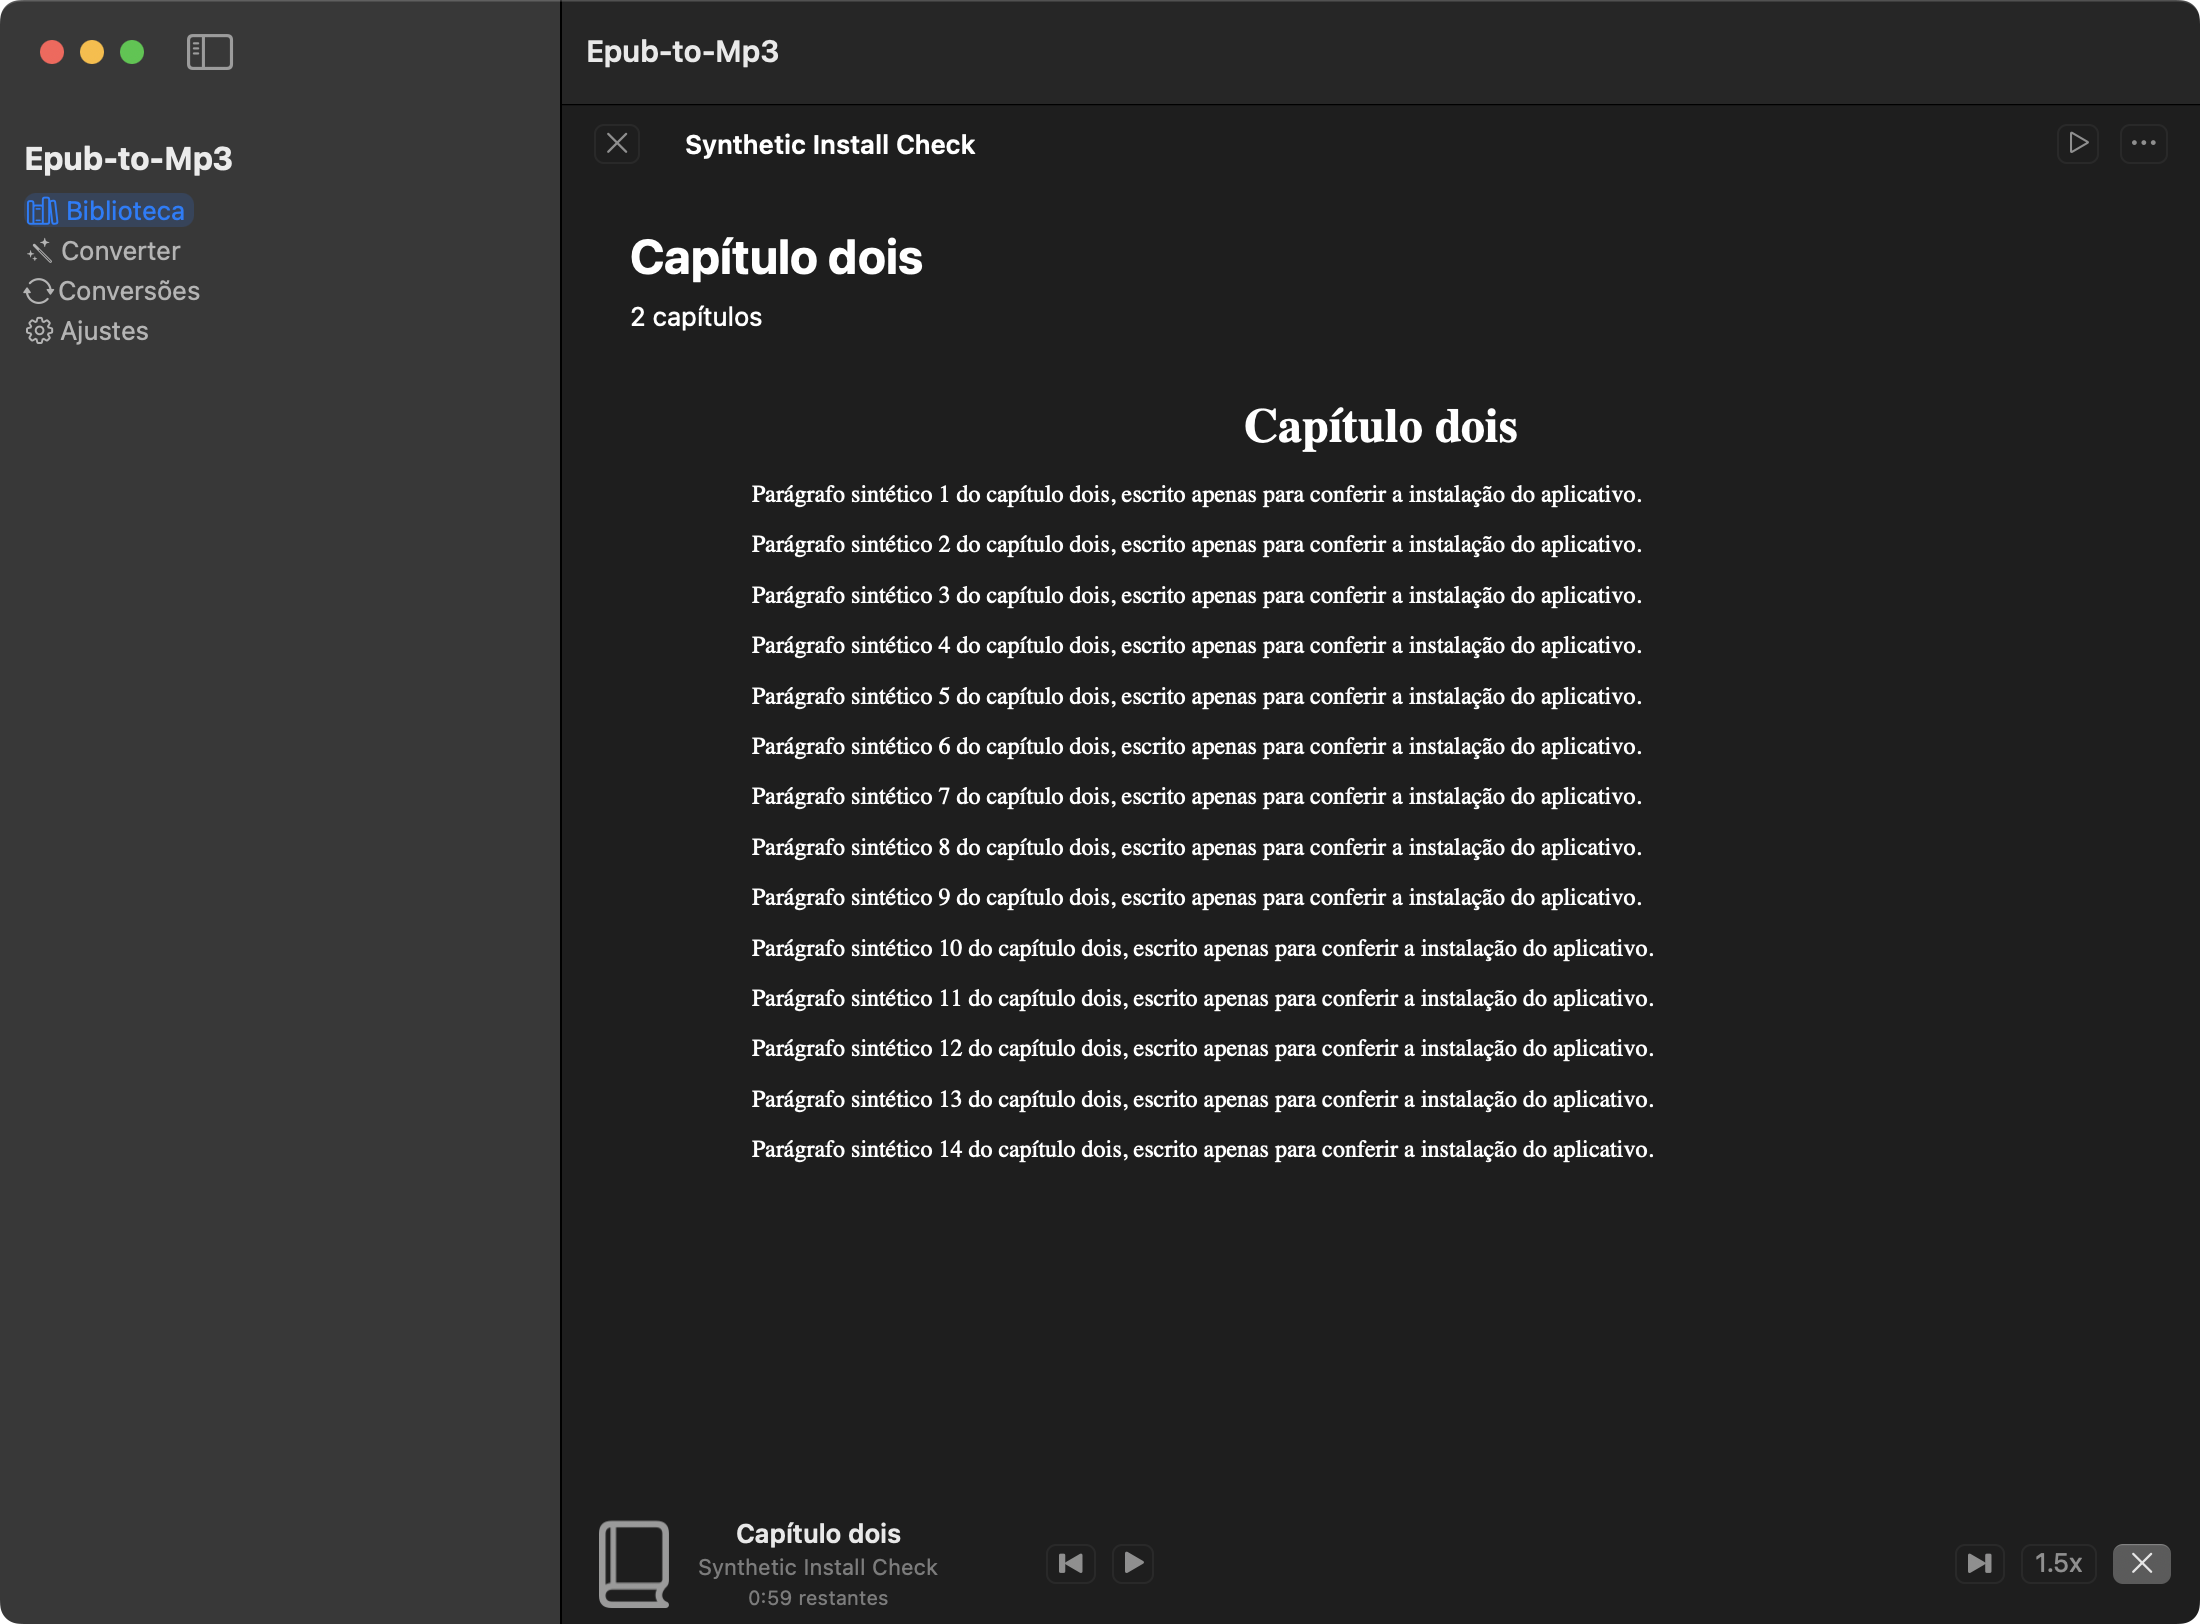 Epub-to-Mp3
Biblioteca
Converter
Conversões
Ajustes
Epub-to-Mp3
Synthetic Install Check
Capítulo dois
2 capítulos
Capítulo dois
Parágrafo sintético 1 do capítulo dois, escrito apenas para conferir a instalação do aplicativo.
Parágrafo sintético 2 do capítulo dois, escrito apenas para conferir a instalação do aplicativo.
Parágrafo sintético 3 do capítulo dois, escrito apenas para conferir a instalação do aplicativo.
Parágrafo sintético 4 do capítulo dois, escrito apenas para conferir a instalação do aplicativo.
Parágrafo sintético 5 do capítulo dois, escrito apenas para conferir a instalação do aplicativo.
Parágrafo sintético 6 do capítulo dois, escrito apenas para conferir a instalação do aplicativo.
Parágrafo sintético 7 do capítulo dois, escrito apenas para conferir a instalação do aplicativo.
Parágrafo sintético 8 do capítulo dois, escrito apenas para conferir a instalação do aplicativo.
Parágrafo sintético 9 do capítulo dois, escrito apenas para conferir a instalação do aplicativo.
Parágrafo sintético 10 do capítulo dois, escrito apenas para conferir a instalação do aplicativo.
Parágrafo sintético 11 do capítulo dois, escrito apenas para conferir a instalação do aplicativo.
Parágrafo sintético 12 do capítulo dois, escrito apenas para conferir a instalação do aplicativo.
Parágrafo sintético 13 do capítulo dois, escrito apenas para conferir a instalação do aplicativo.
Parágrafo sintético 14 do capítulo dois, escrito apenas para conferir a instalação do aplicativo.
Capítulo dois
Synthetic Install Check
0:59 restantes
1.5x